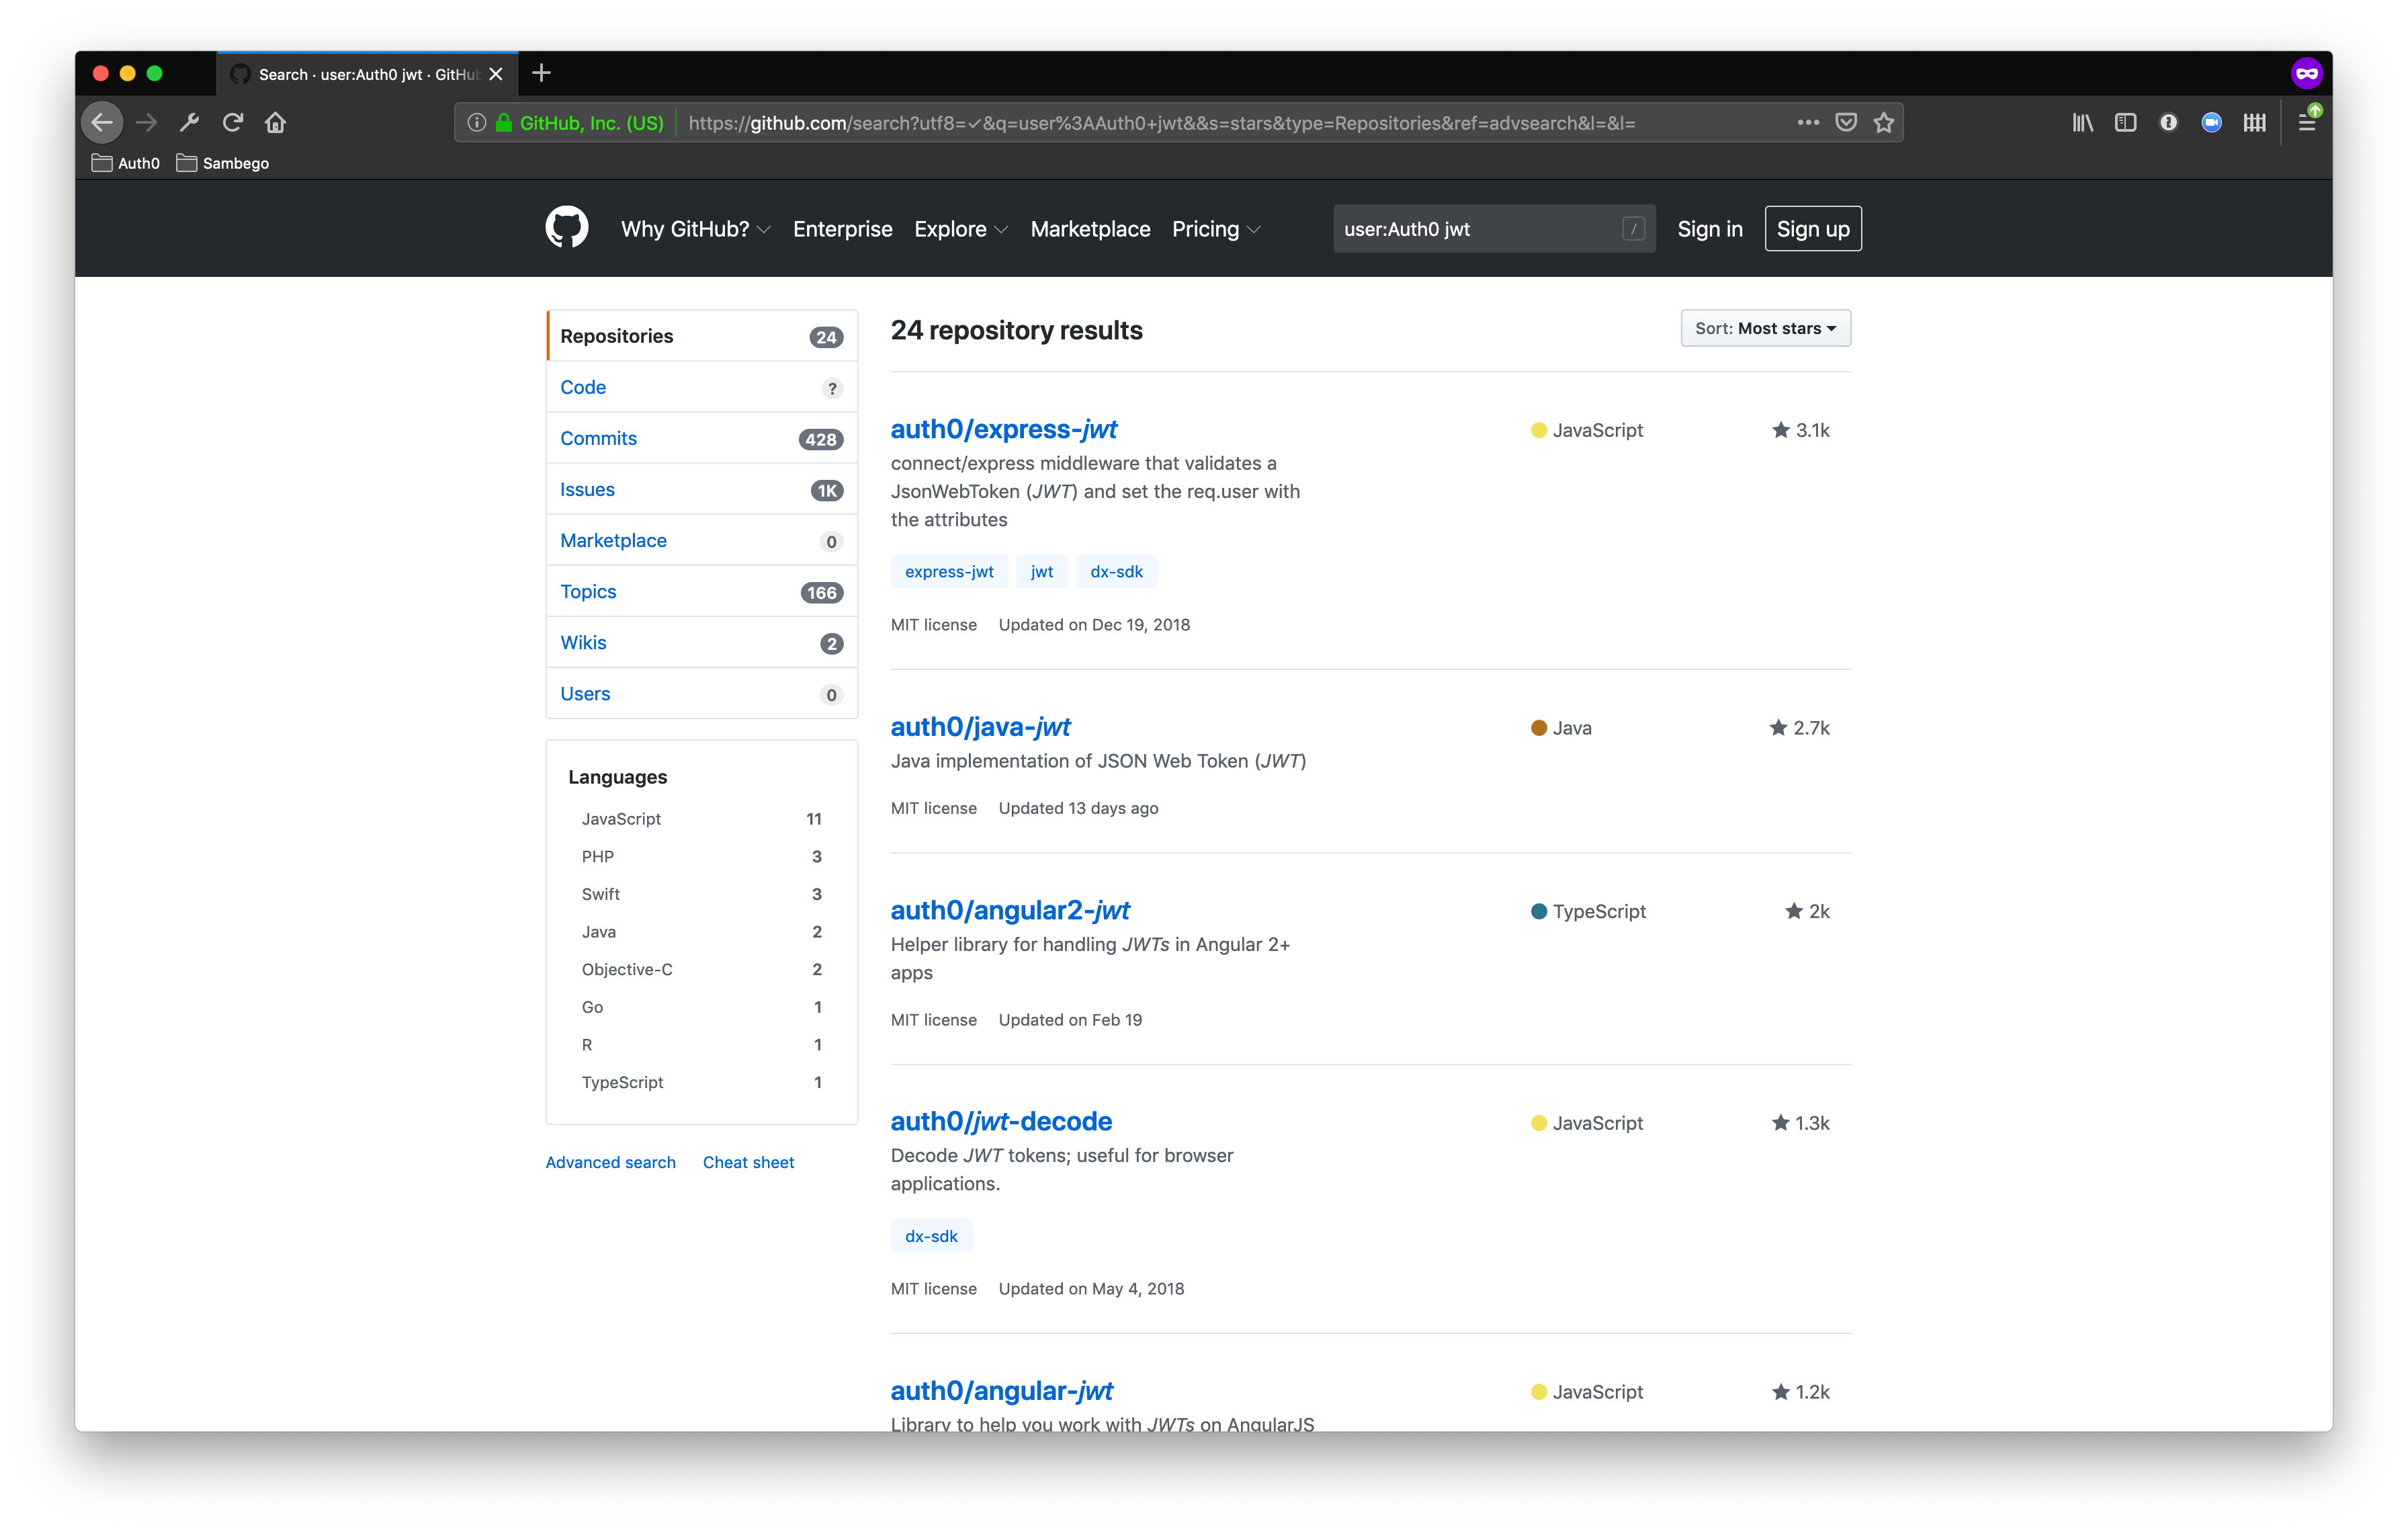 Search · user:Auth0 jwt · GitHub
GitHub, Inc. (US) https://github.com/search?utf8=✓&q=user%3AAuth0+jwt&&s=stars&type=Repositories&ref=advsearch&l=&l=
Auth0 Sambego
Why GitHub? Enterprise Explore Marketplace Pricing user:Auth0 jwt / Sign in Sign up
Repositories 24
Code ?
Commits 428
Issues 1K
Marketplace 0
Topics 166
Wikis 2
Users 0
Languages
JavaScript 11
PHP 3
Swift 3
Java 2
Objective-C 2
Go 1
R 1
TypeScript 1
Advanced search Cheat sheet
24 repository results Sort: Most stars
auth0/express-jwt JavaScript 3.1k
connect/express middleware that validates a
JsonWebToken (JWT) and set the req.user with
the attributes
express-jwt jwt dx-sdk
MIT license Updated on Dec 19, 2018
auth0/java-jwt Java 2.7k
Java implementation of JSON Web Token (JWT)
MIT license Updated 13 days ago
auth0/angular2-jwt TypeScript 2k
Helper library for handling JWTs in Angular 2+
apps
MIT license Updated on Feb 19
auth0/jwt-decode JavaScript 1.3k
Decode JWT tokens; useful for browser
applications.
dx-sdk
MIT license Updated on May 4, 2018
auth0/angular-jwt JavaScript 1.2k
Library to help you work with JWTs on AngularJS